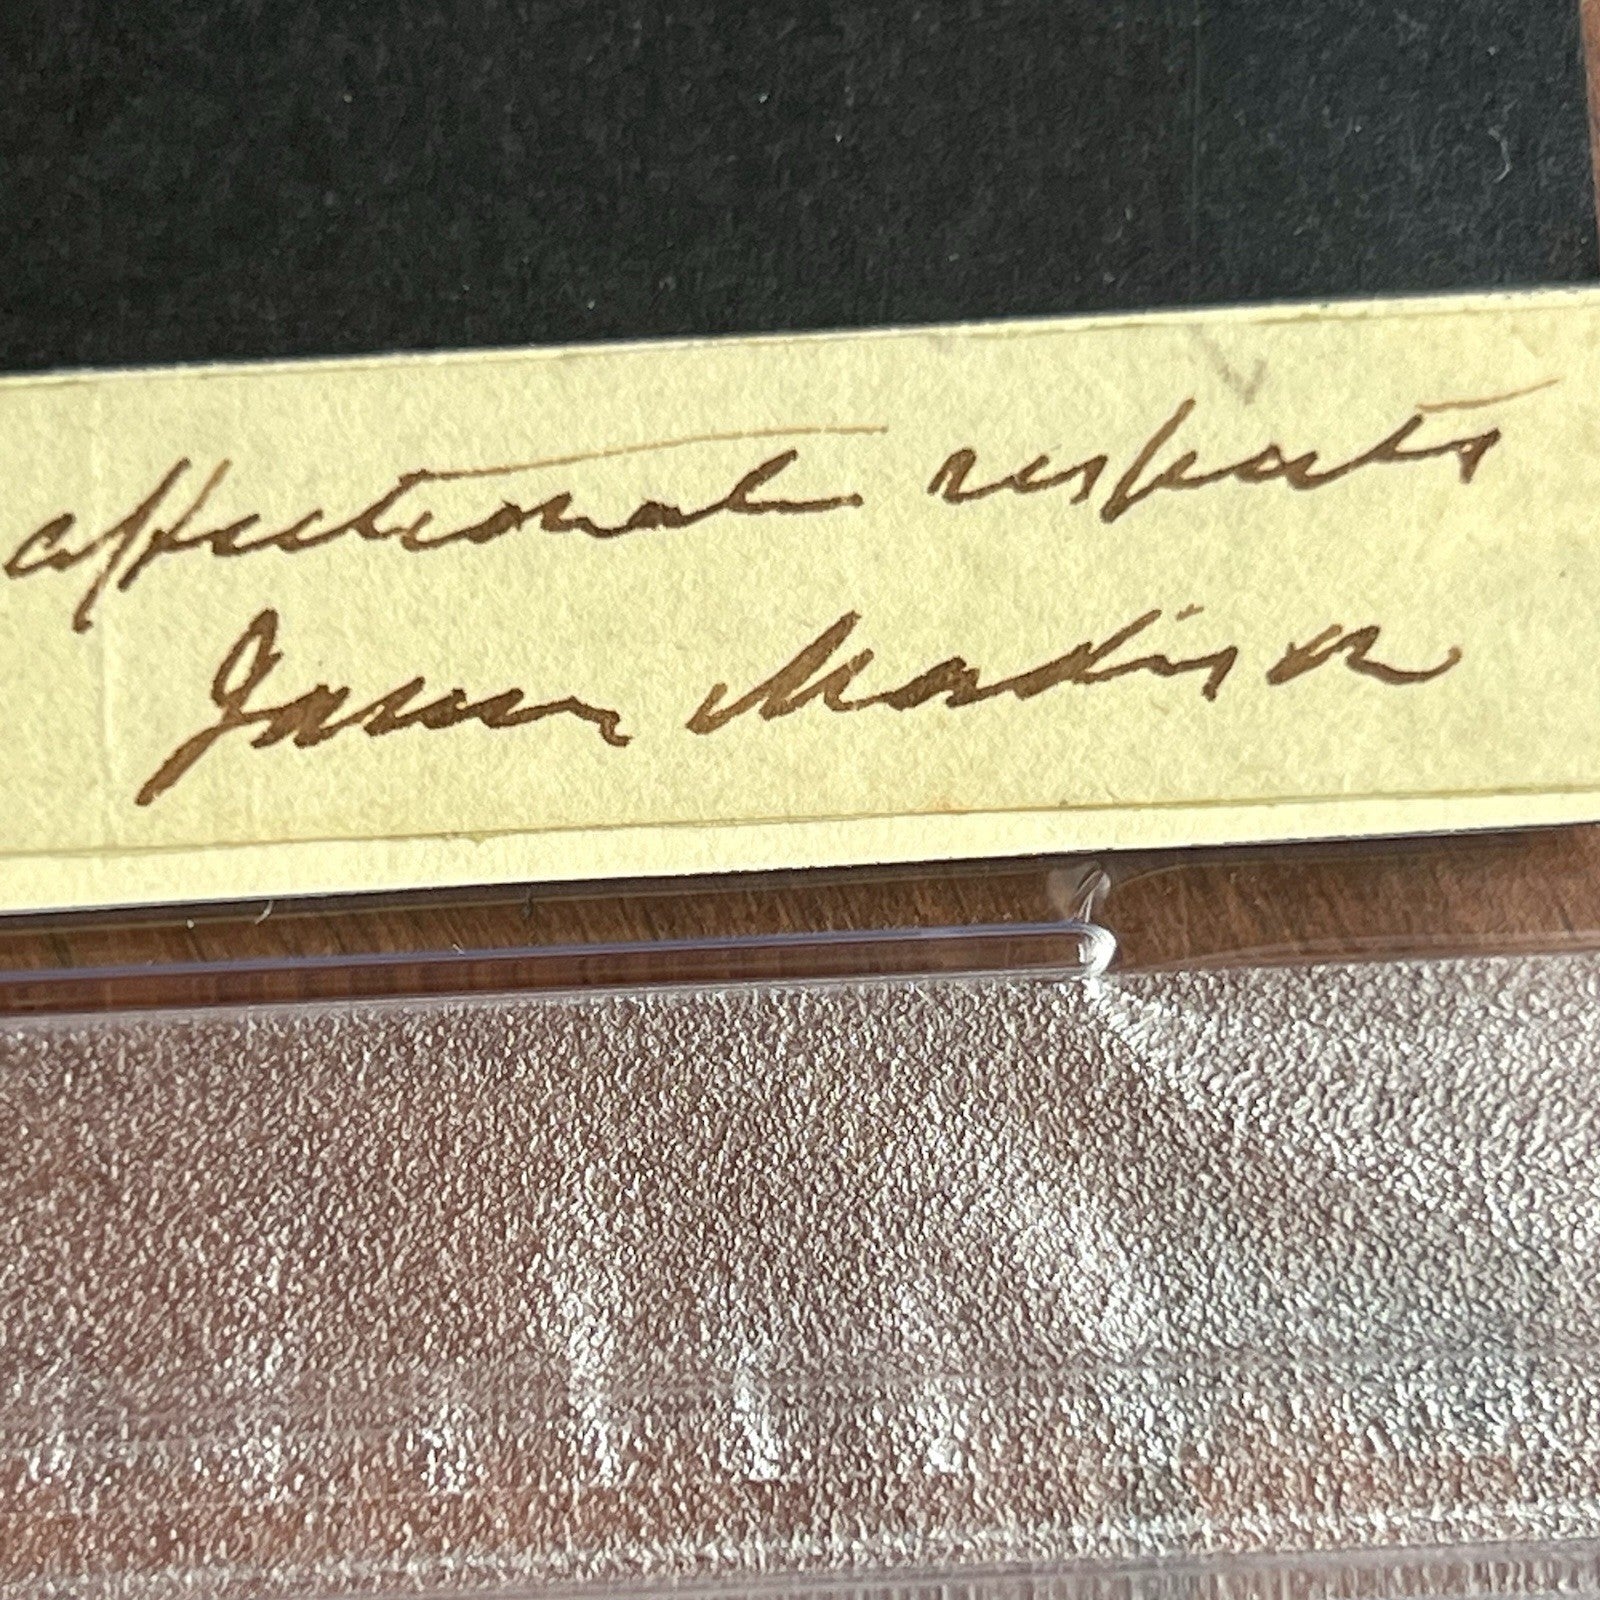 affectionate respects
James Madison